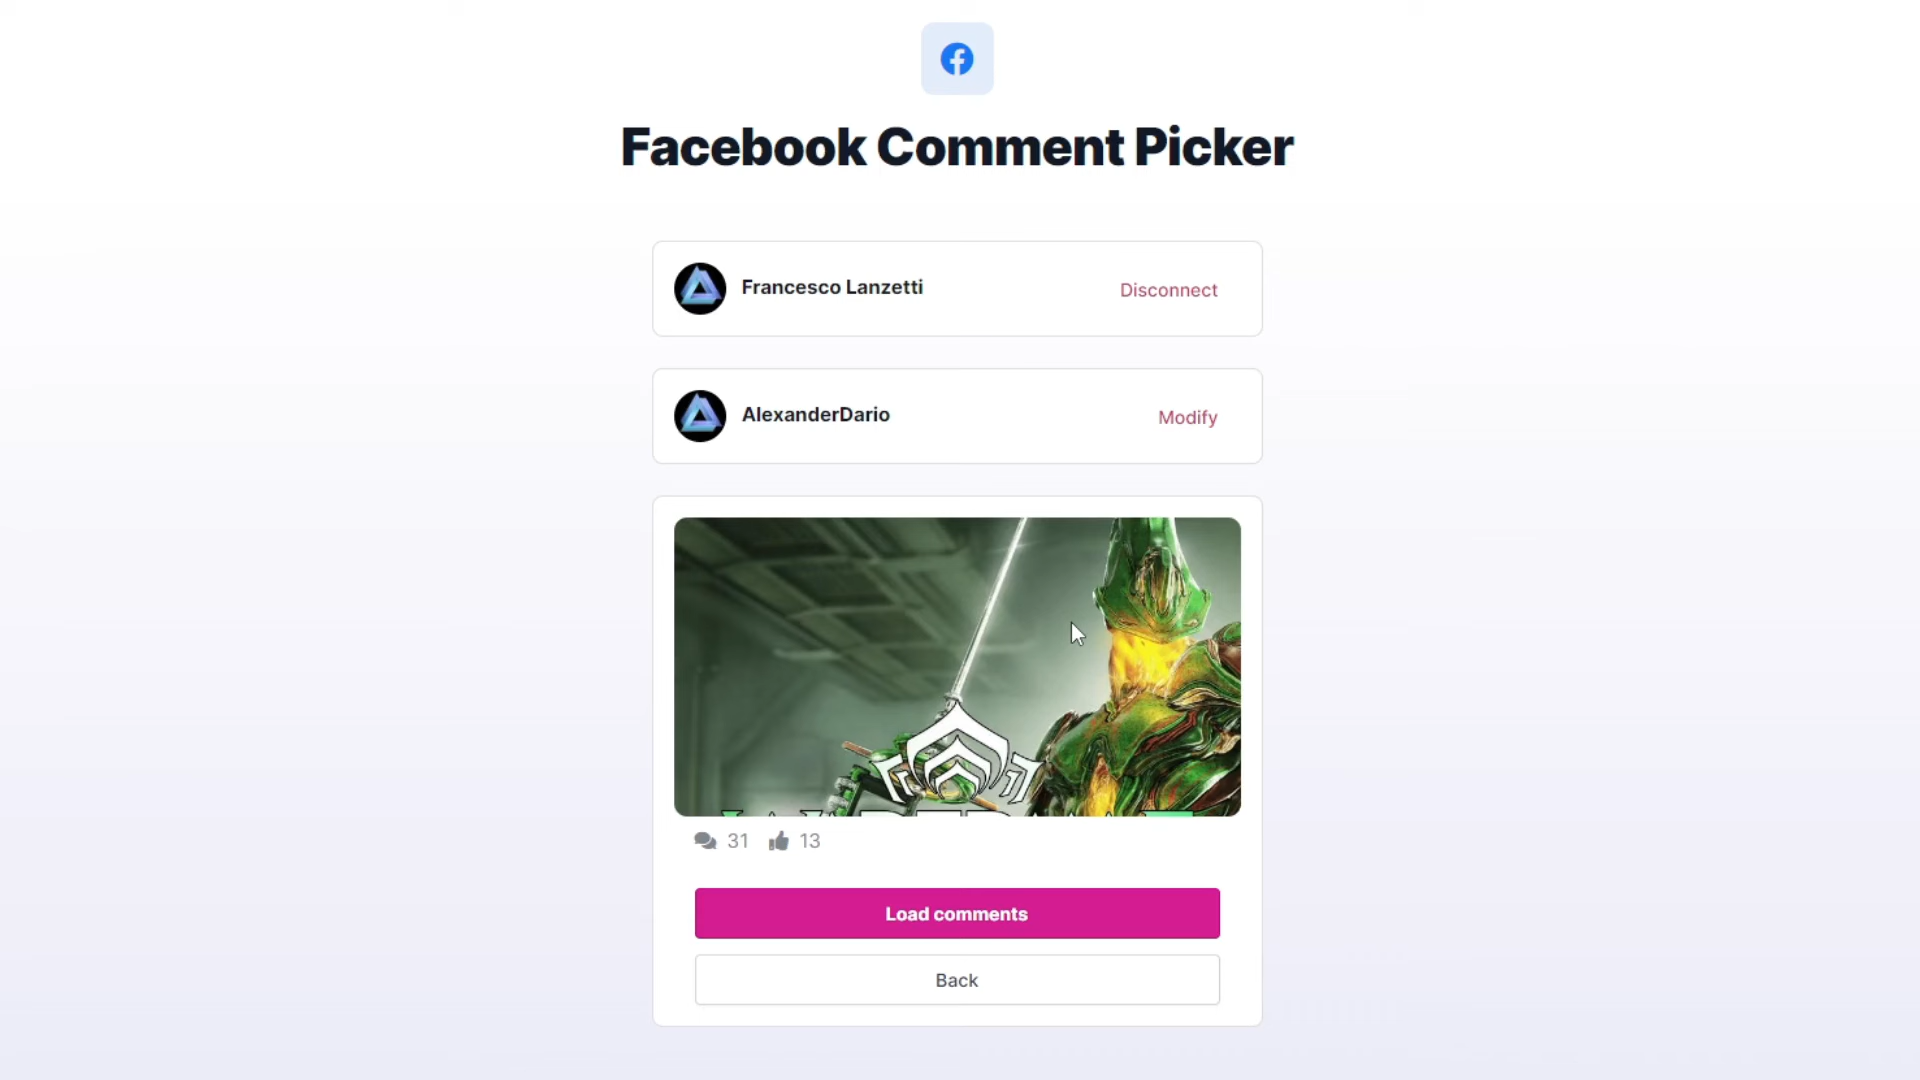 Facebook Comment Picker
Francesco Lanzetti
Disconnect
AlexanderDario
Modify
31
13
Load comments
Back